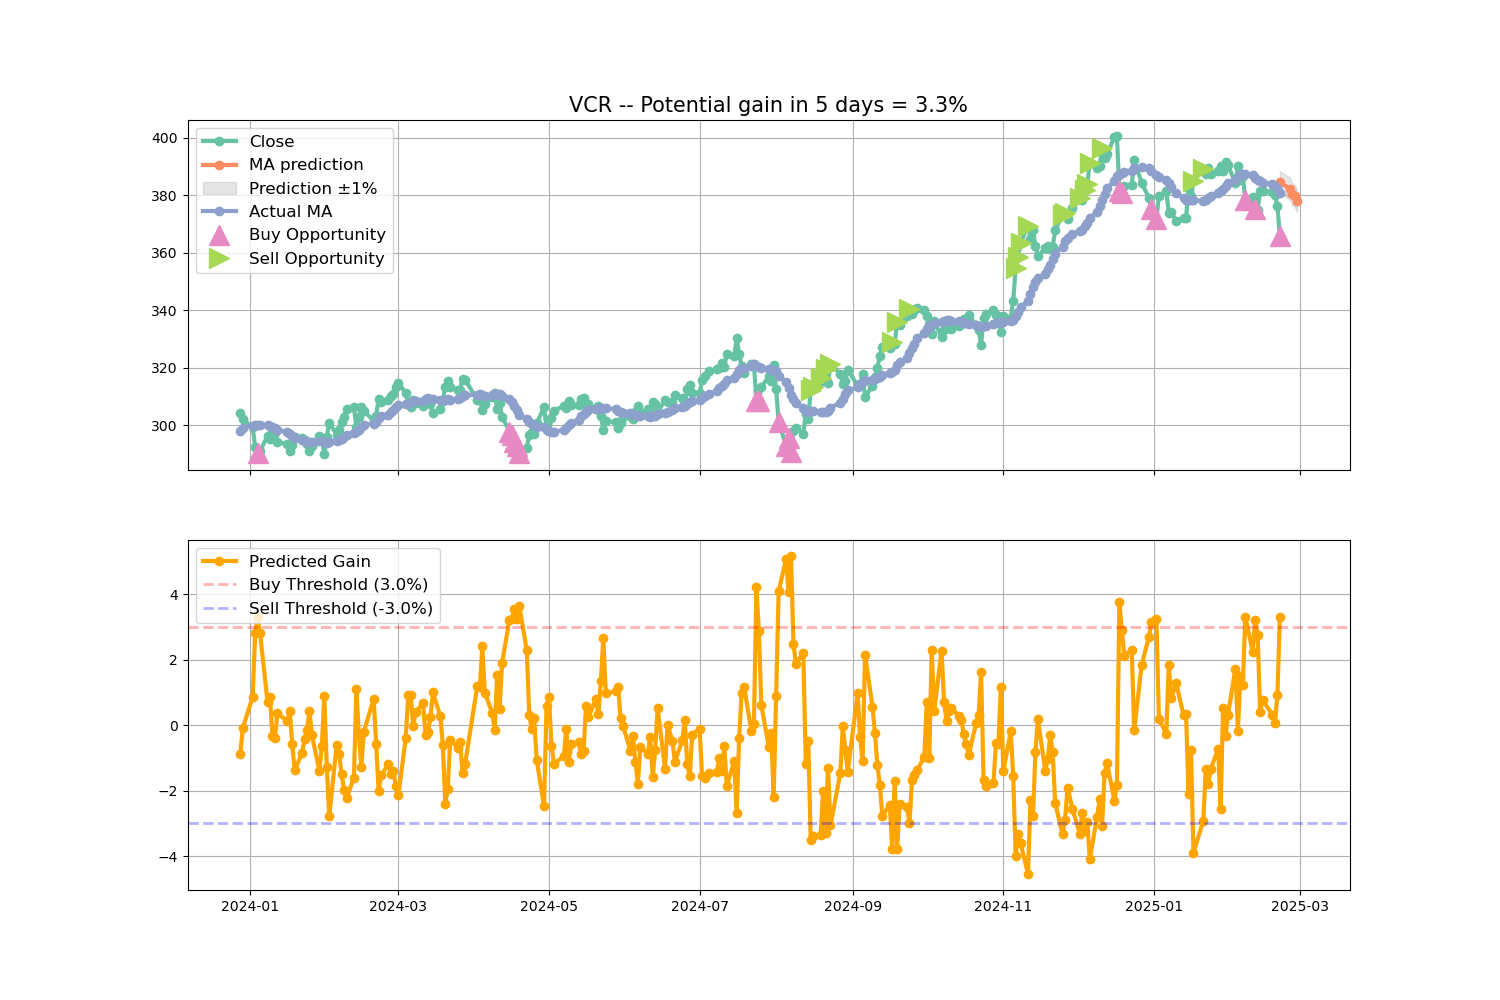 VCR -- Potential gain in 5 days = 3.3%
400
380
360
340
320
300
Close
MA prediction
Prediction ±1%
Actual MA
Buy Opportunity
Sell Opportunity
4
2
0
−2
−4
Predicted Gain
Buy Threshold (3.0%)
Sell Threshold (-3.0%)
2024-01
2024-03
2024-05
2024-07
2024-09
2024-11
2025-01
2025-03